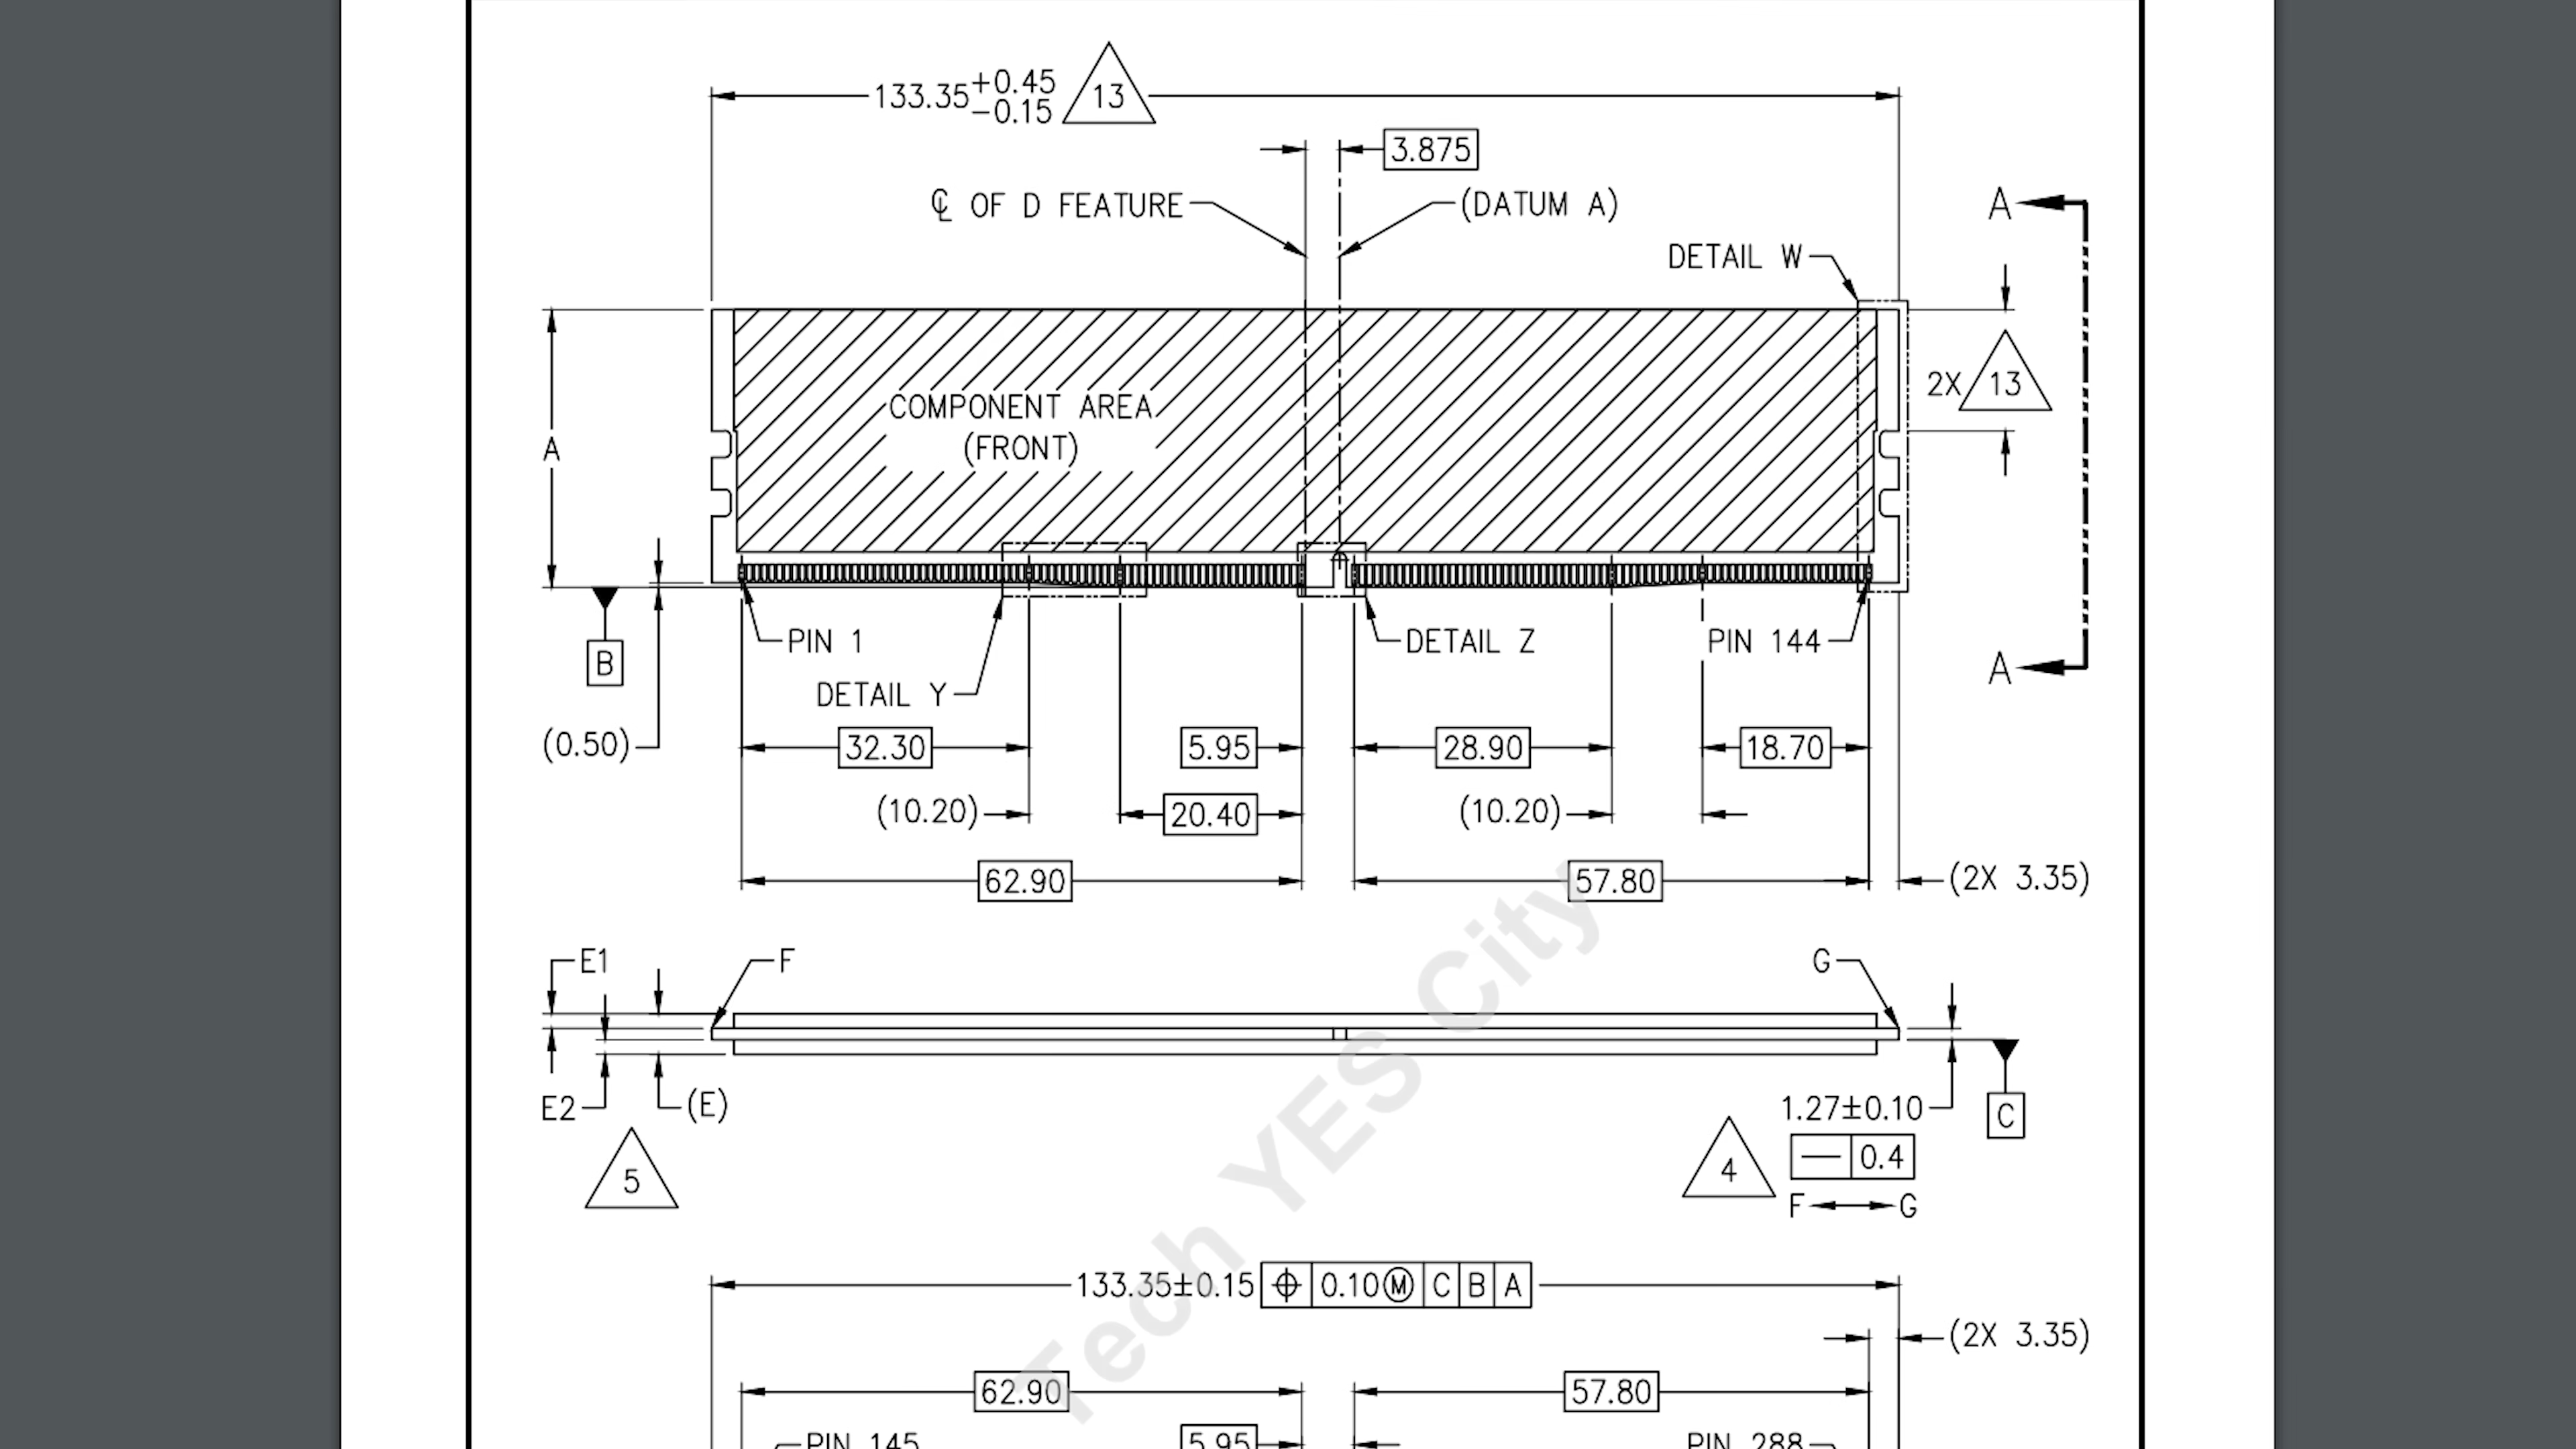 133.35 +0.45 -0.15 13
3.875
℄ OF D FEATURE
(DATUM A)
A
DETAIL W
2X 13
COMPONENT AREA
(FRONT)
A
PIN 1
DETAIL Z
PIN 144
A
B
DETAIL Y
(0.50)
32.30
5.95
28.90
18.70
(10.20)
20.40
(10.20)
62.90
57.80
(2X 3.35)
E1
F
G
E2
(E)
1.27±0.10
C
5
4
— 0.4
F G
Tech YES City
133.35±0.15 ⌖ 0.10Ⓜ C B A
(2X 3.35)
62.90
57.80
PIN 145
5.95
PIN 288